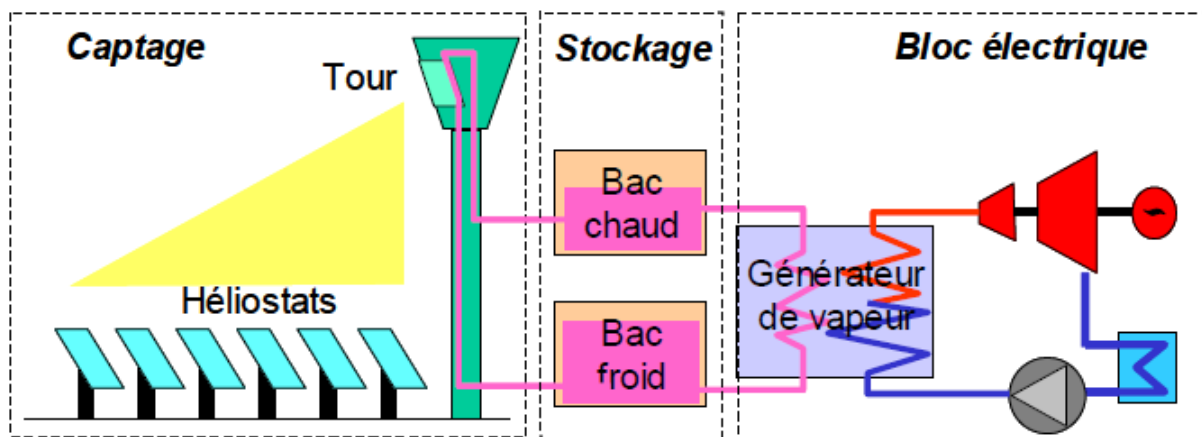 Captage
Tour
Héliostats
Stockage
Bac
chaud
Bac
froid
Bloc électrique
Générateur
de vapeur